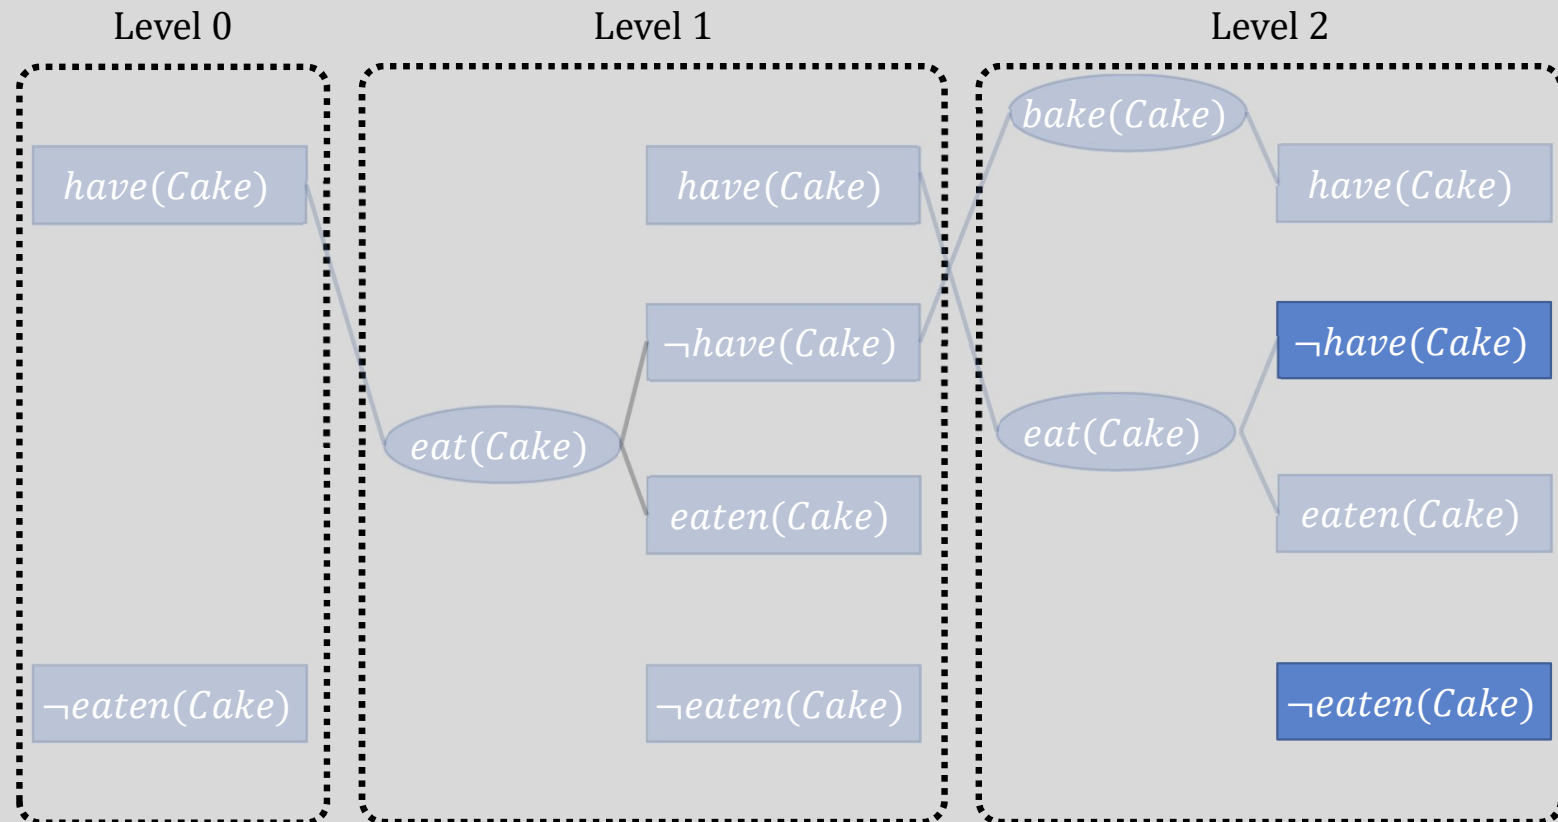 Level 0
Level 1
Level 2
bake(Cake)
have(Cake)
have(Cake)
have(Cake)
¬have(Cake)
¬have(Cake)
eat(Cake)
eat(Cake)
eaten(Cake)
eaten(Cake)
¬eaten(Cake)
¬eaten(Cake)
¬eaten(Cake)